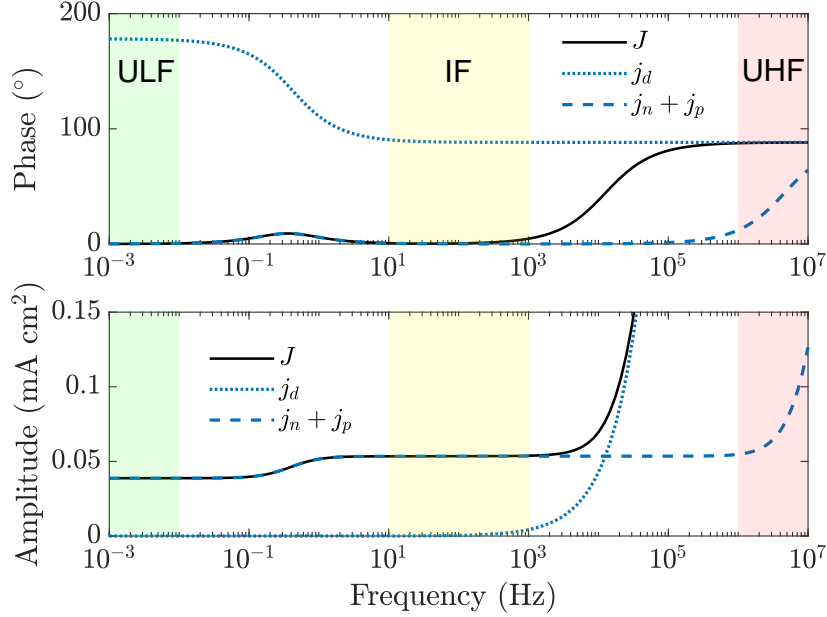 200
100
0
Phase (°)
ULF
IF
UHF
J
j_d
j_n + j_p
10^{-3}
10^{-1}
10^1
10^3
10^5
10^7
0.15
0.1
0.05
0
Amplitude (mA cm^2)
J
j_d
j_n + j_p
10^{-3}
10^{-1}
10^1
10^3
10^5
10^7
Frequency (Hz)